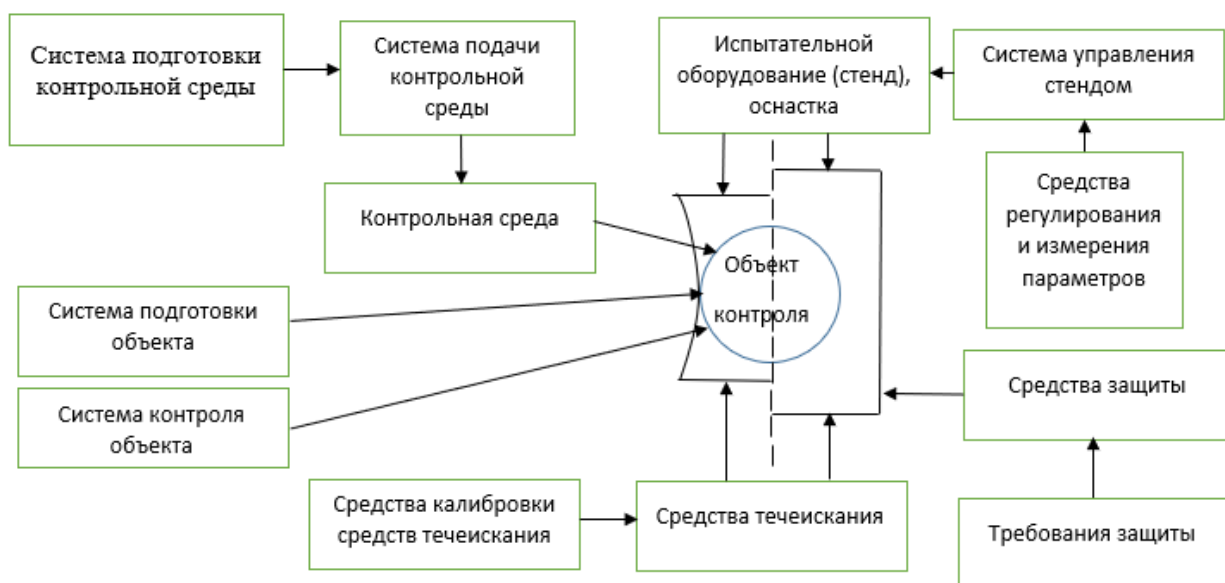 Система подготовки
контрольной среды
Система подачи
контрольной
среды
Испытательной
оборудование (стенд),
оснастка
Система управления
стендом
Контрольная среда
Средства
регулирования
и измерения
параметров
Объект
контроля
Система подготовки
объекта
Система контроля
объекта
Средства защиты
Средства калибровки
средств течеискания
Средства течеискания
Требования защиты